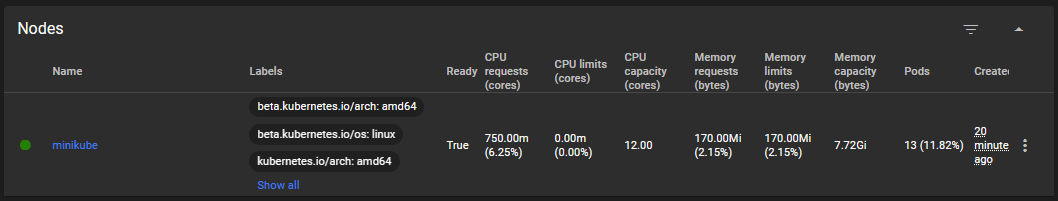 Nodes
Name Labels Ready CPU requests (cores) CPU limits (cores) CPU capacity (cores) Memory requests (bytes) Memory limits (bytes) Memory capacity (bytes) Pods Create
minikube
beta.kubernetes.io/arch: amd64
beta.kubernetes.io/os: linux
kubernetes.io/arch: amd64
Show all
True
750.00m
(6.25%)
0.00m
(0.00%)
12.00
170.00Mi
(2.15%)
170.00Mi
(2.15%)
7.72Gi
13 (11.82%)
20
minute
ago